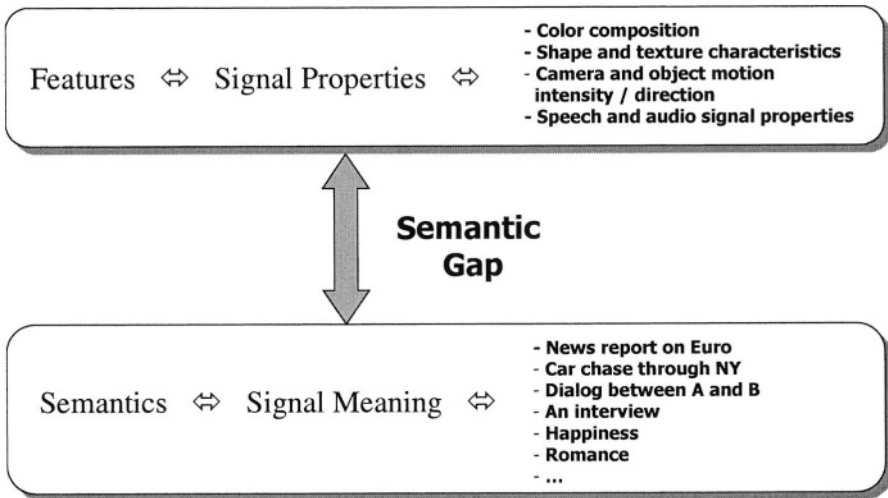 - Color composition
- Shape and texture characteristics
Features ⇔ Signal Properties ⇔
- Camera and object motion
intensity / direction
- Speech and audio signal properties
Semantic
Gap
- News report on Euro
- Car chase through NY
- Dialog between A and B
Semantics ⇔ Signal Meaning ⇔
- An interview
- Happiness
- Romance
- ...